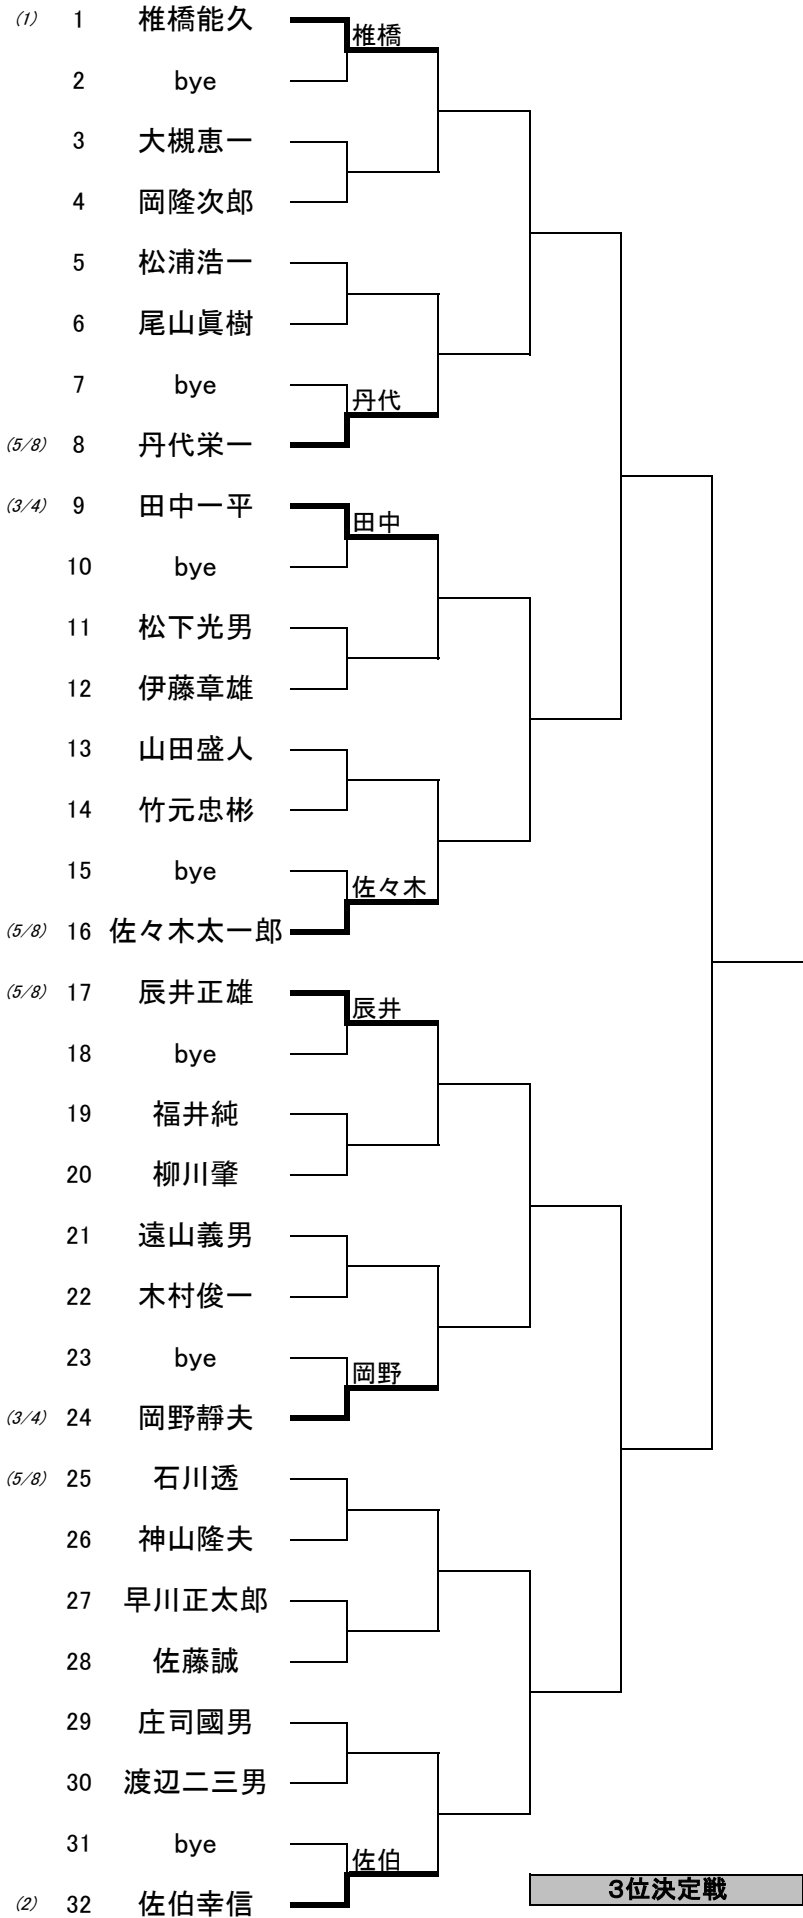 (1) 1 椎橋能久
椎橋
2 bye
3 大槻恵一
4 岡隆次郎
5 松浦浩一
6 尾山眞樹
7 bye
丹代
(5/8) 8 丹代栄一
(3/4) 9 田中一平
田中
10 bye
11 松下光男
12 伊藤章雄
13 山田盛人
14 竹元忠彬
15 bye
佐々木
(5/8) 16 佐々木太一郎
(5/8) 17 辰井正雄
辰井
18 bye
19 福井純
20 柳川肇
21 遠山義男
22 木村俊一
23 bye
岡野
(3/4) 24 岡野靜夫
(5/8) 25 石川透
26 神山隆夫
27 早川正太郎
28 佐藤誠
29 庄司國男
30 渡辺二三男
31 bye
佐伯
3位決定戦
(2) 32 佐伯幸信